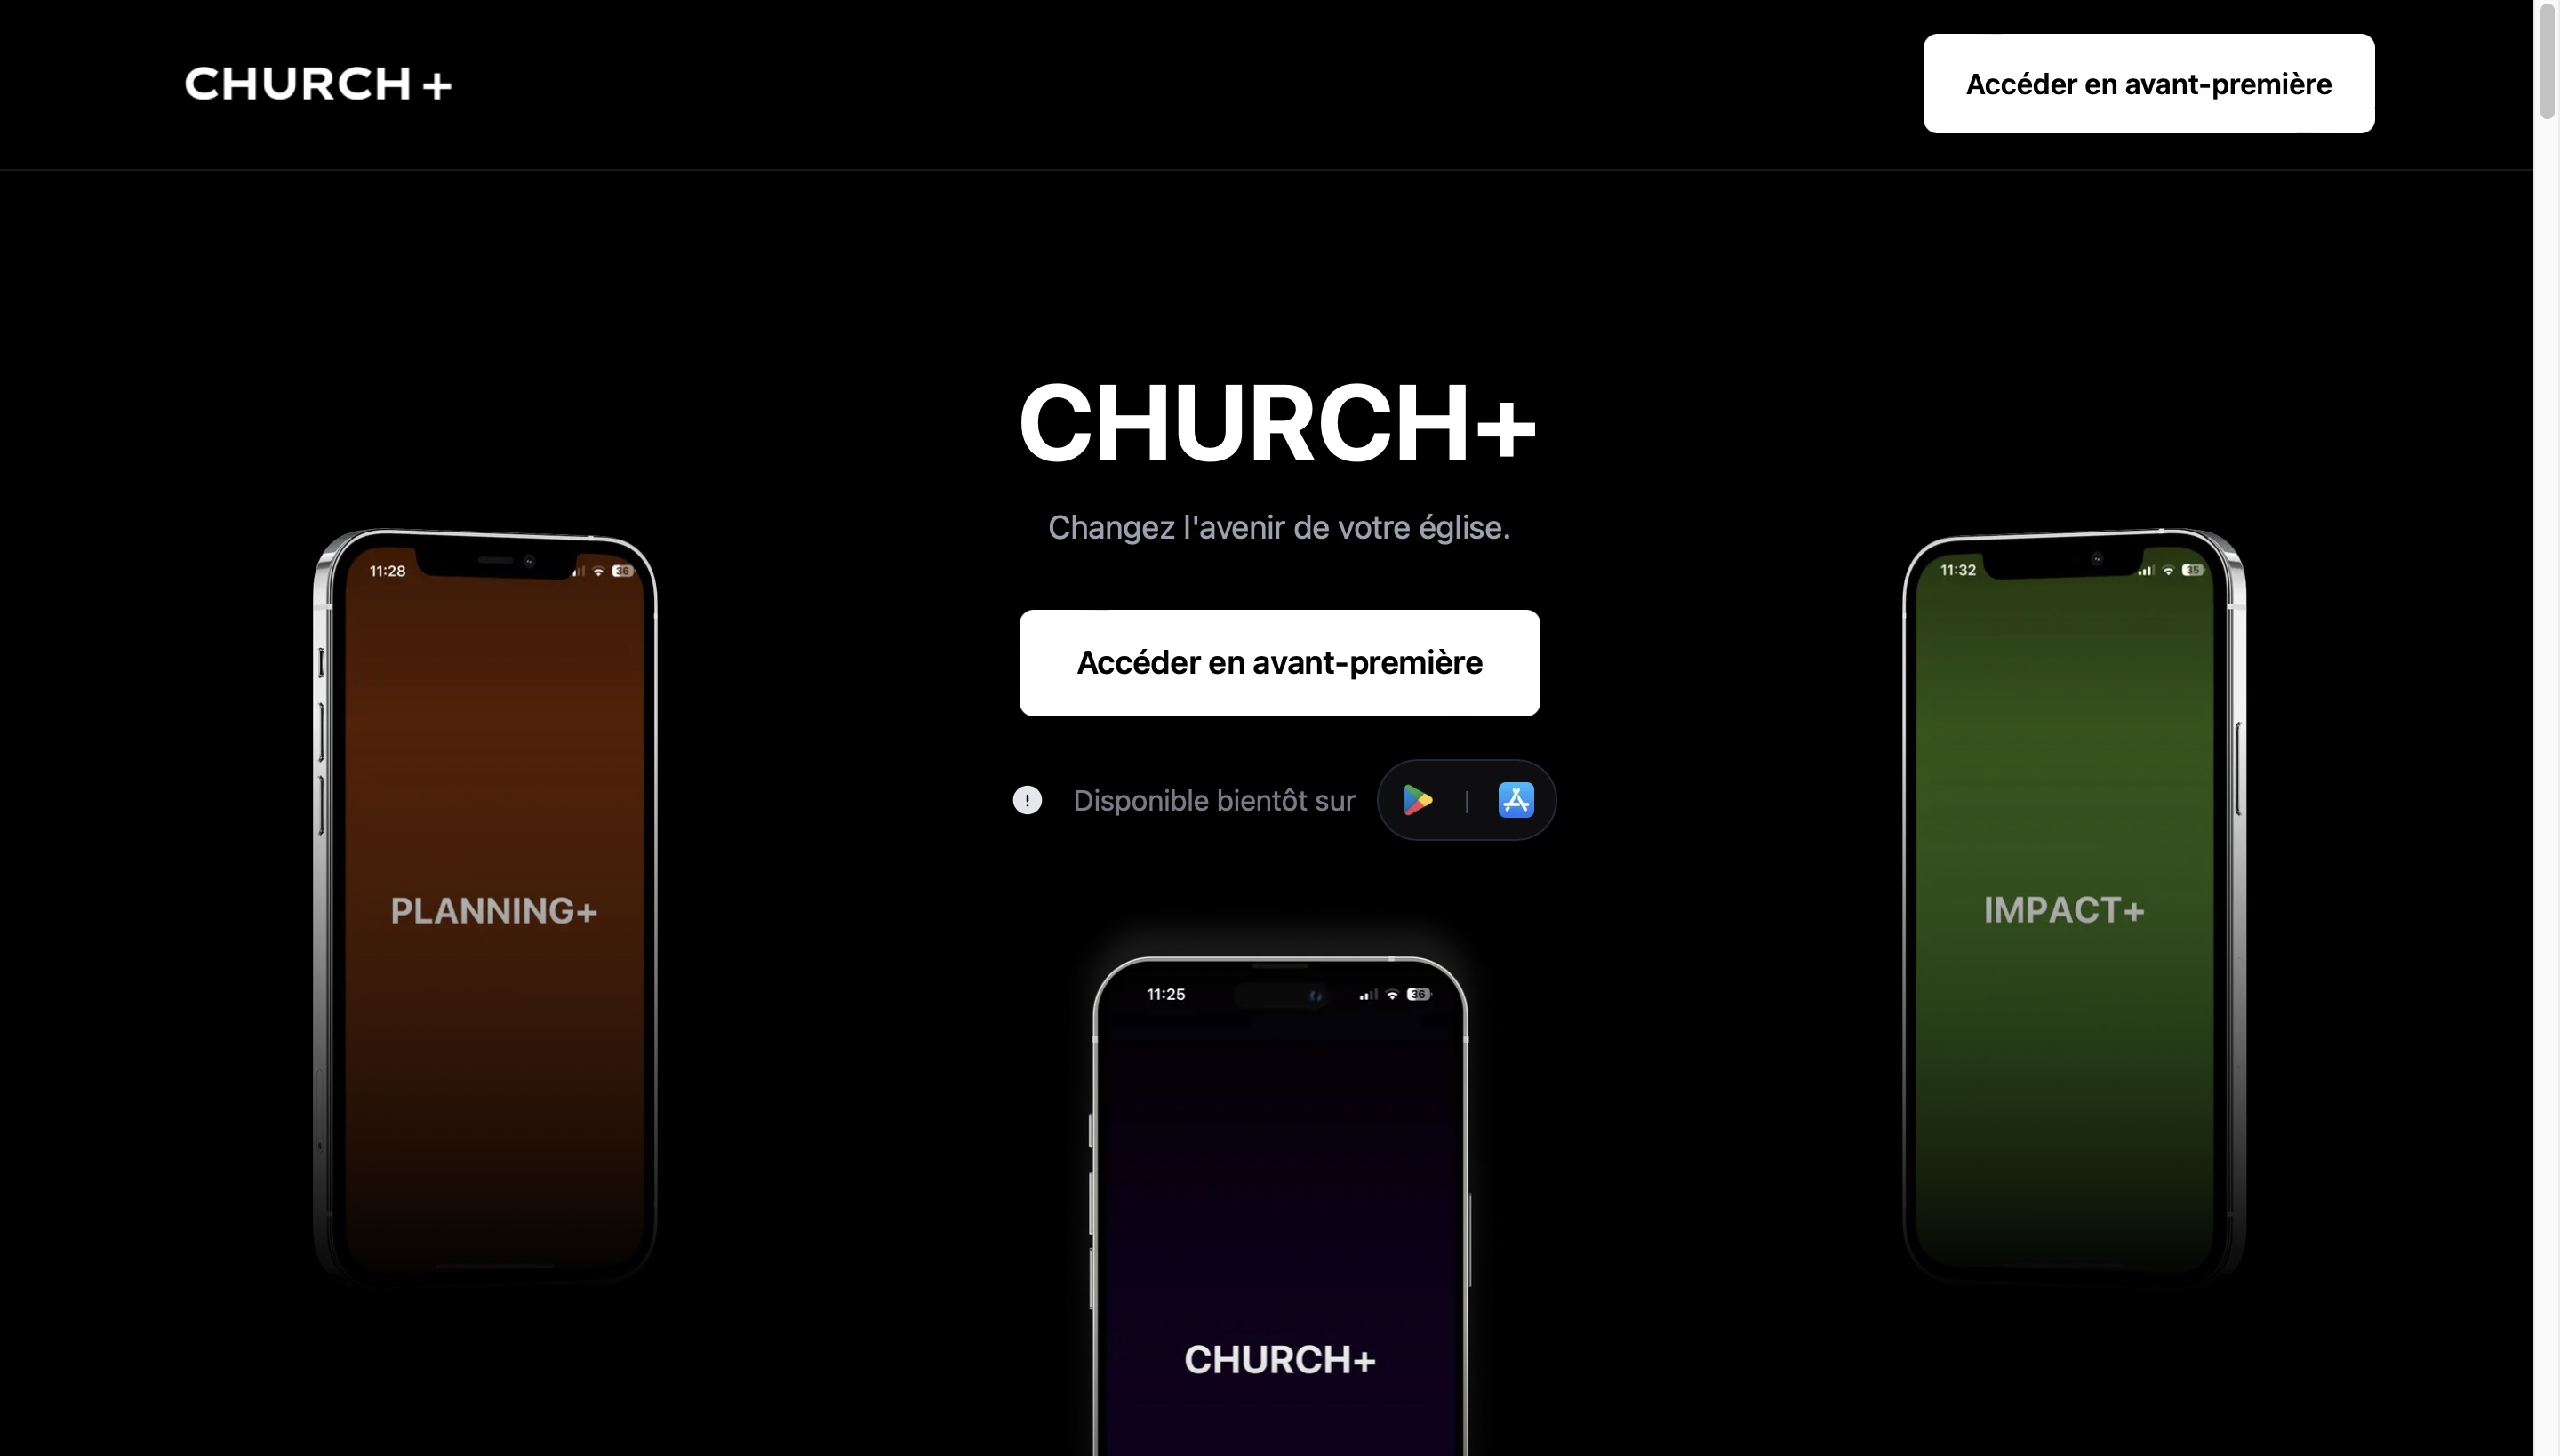 CHURCH +
Accéder en avant-première
CHURCH+
Changez l'avenir de votre église.
Accéder en avant-première
! Disponible bientôt sur |
11:28 36
PLANNING+
11:32 35
IMPACT+
11:25 36
CHURCH+